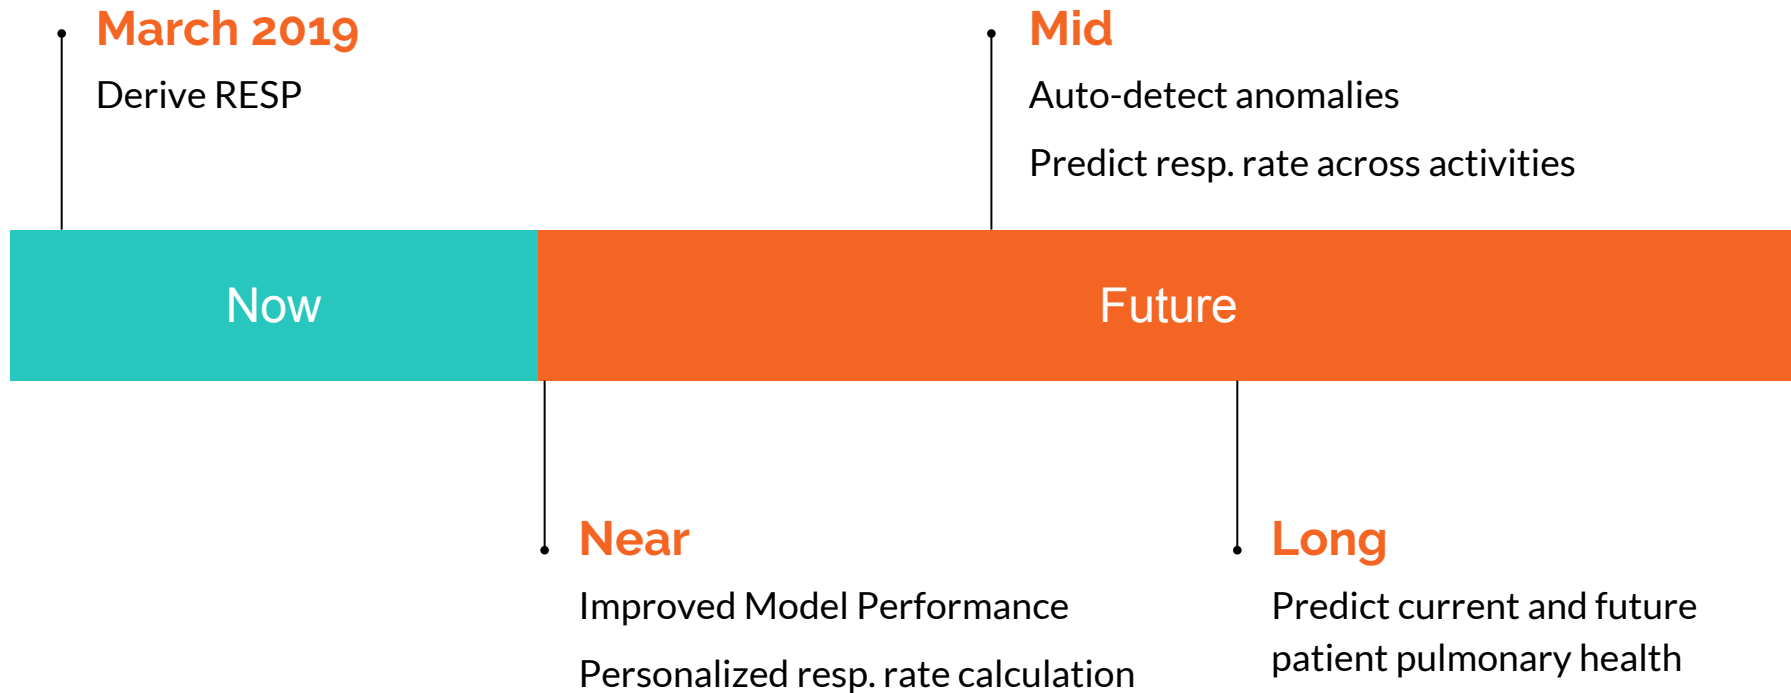 March 2019
Derive RESP
Mid
Auto-detect anomalies
Predict resp. rate across activities
Now
Future
Near
Improved Model Performance
Personalized resp. rate calculation
Long
Predict current and future
patient pulmonary health